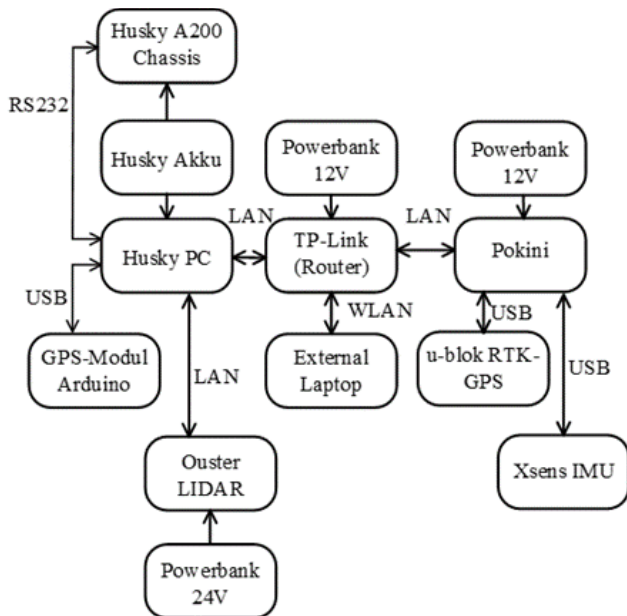 Husky A200
Chassis
RS232
Husky Akku
Powerbank
12V
Powerbank
12V
LAN
LAN
Husky PC
TP-Link
(Router)
Pokini
USB
WLAN
USB
GPS-Modul
Arduino
LAN
External
Laptop
u-blok RTK-
GPS
USB
Ouster
LIDAR
Xsens IMU
Powerbank
24V